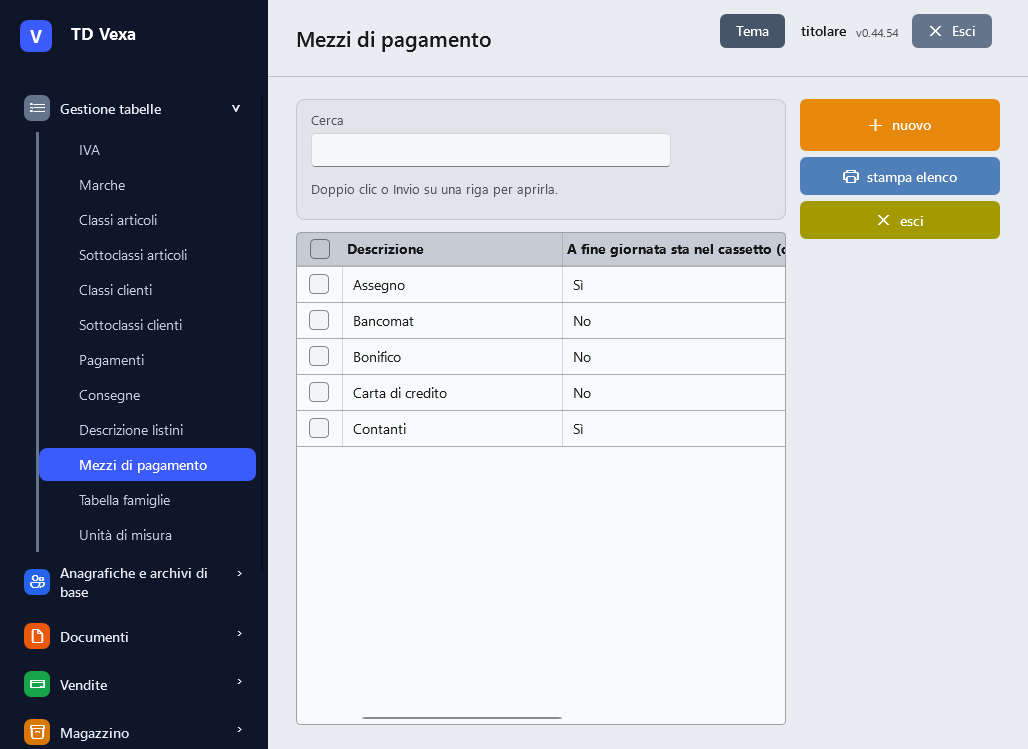 V
TD Vexa
Gestione tabelle
IVA
Marche
Classi articoli
Sottoclassi articoli
Classi clienti
Sottoclassi clienti
Pagamenti
Consegne
Descrizione listini
Mezzi di pagamento
Tabella famiglie
Unità di misura
Anagrafiche e archivi di
base
Documenti
Vendite
Magazzino
Mezzi di pagamento
Tema
titolare v0.44.54
Esci
Cerca
Doppio clic o Invio su una riga per aprirla.
nuovo
stampa elenco
esci
Descrizione A fine giornata sta nel cassetto (
Assegno Sì
Bancomat No
Bonifico No
Carta di credito No
Contanti Sì